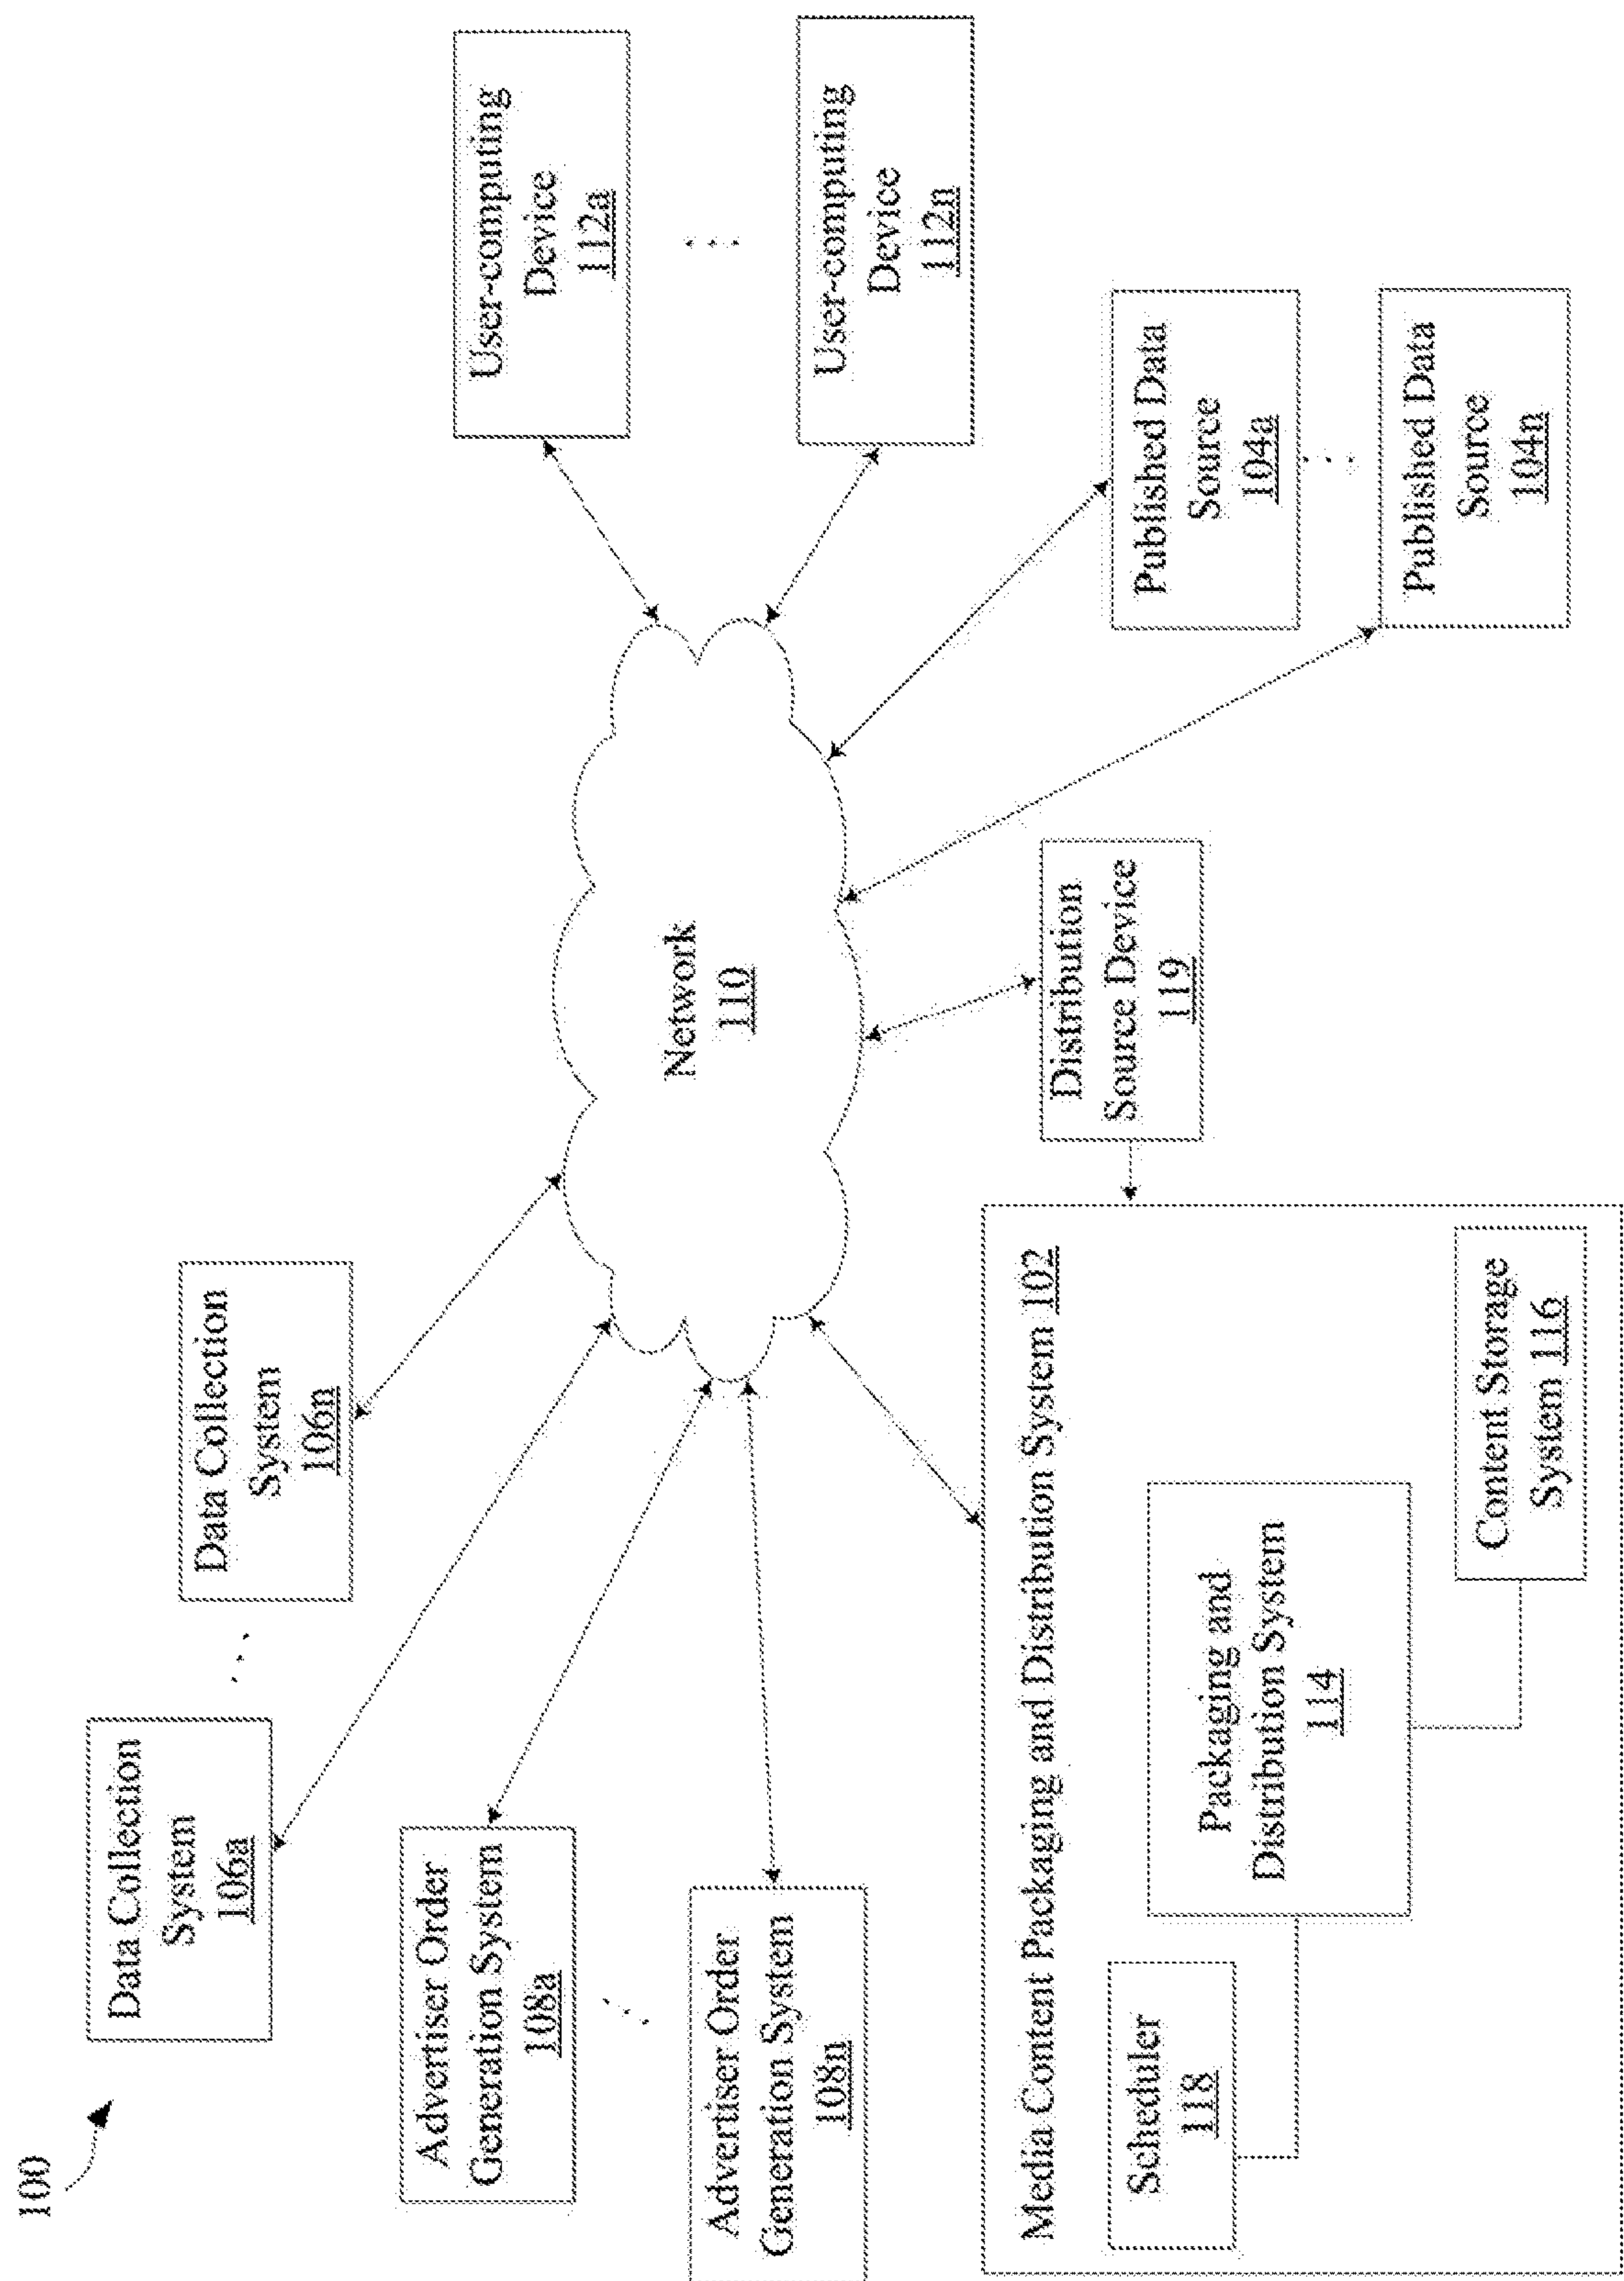 100
Data Collection
System
106a
Data Collection
System
106n
Advertiser Order
Generation System
108a
Advertiser Order
Generation System
108n
Network
110
User-computing
Device
112a
User-computing
Device
112n
Published Data
Source
104a
Published Data
Source
104n
Distribution
Source Device
119
Media Content Packaging and Distribution System 102
Scheduler
118
Packaging and
Distribution System
114
Content Storage
System 116